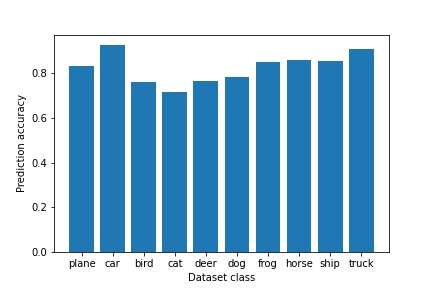 0.8
0.6
0.4
0.2
0.0
Prediction accuracy
plane car bird cat deer dog frog horse ship truck
Dataset class